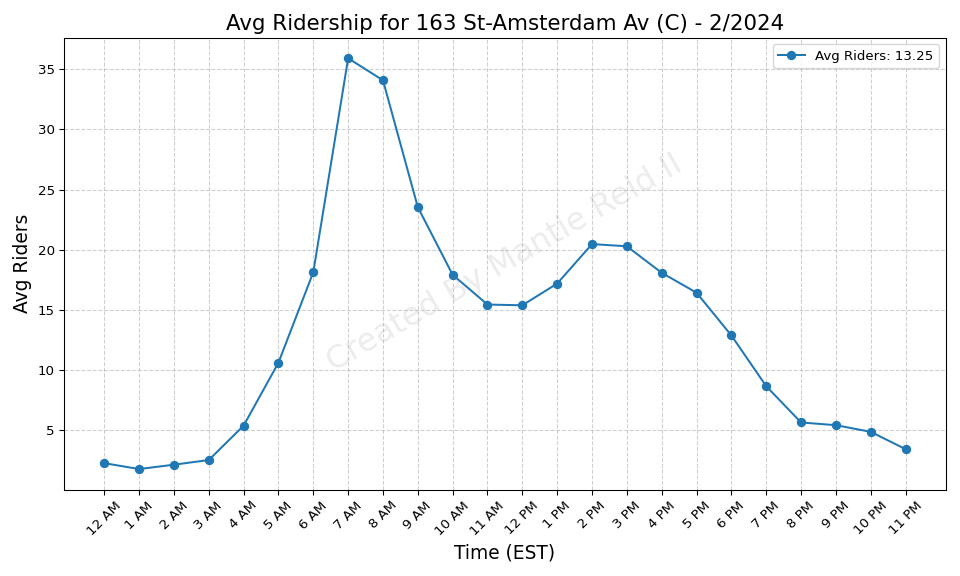 Avg Ridership for 163 St-Amsterdam Av (C) - 2/2024
Avg Riders: 13.25
35
30
25
20
15
10
5
Avg Riders
Created By Mantie Reid II
12 AM
1 AM
2 AM
3 AM
4 AM
5 AM
6 AM
7 AM
8 AM
9 AM
10 AM
11 AM
12 PM
1 PM
2 PM
3 PM
4 PM
5 PM
6 PM
7 PM
8 PM
9 PM
10 PM
11 PM
Time (EST)